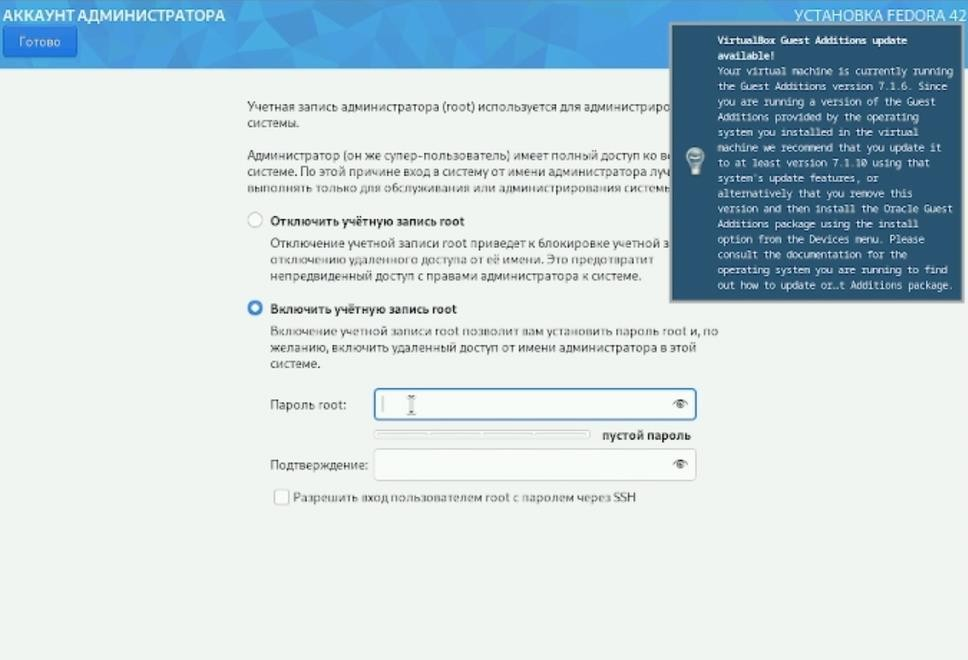 АККАУНТ АДМИНИСТРАТОРА
УСТАНОВКА FEDORA 42
Готово
VirtualBox Guest Additions update
available!
Your virtual machine is currently running
the Guest Additions version 7.1.6. Since
you are running a version of the Guest
Additions provided by the operating
system you installed in the virtual
machine we recommend that you update it
to at least version 7.1.10 using that
system's update features, or
alternatively that you remove this
version and then install the Oracle Guest
Additions package using the install
option from the Devices menu. Please
consult the documentation for the
operating system you are running to find
out how to update or…t Additions package.
Учетная запись администратора (root) используется для администриро
системы.
Администратор (он же супер-пользователь) имеет полный доступ ко в
системе. По этой причине вход в систему от имени администратора луч
выполнять только для обслуживания или администрирования системы
Отключить учётную запись root
Отключение учетной записи root приведет к блокировке учетной з
отключению удаленного доступа от её имени. Это предотвратит
непредвиденный доступ с правами администратора к системе.
Включить учётную запись root
Включение учетной записи root позволит вам установить пароль root и, по
желанию, включить удаленный доступ от имени администратора в этой
системе.
Пароль root:
пустой пароль
Подтверждение:
Разрешить вход пользователем root с паролем через SSH